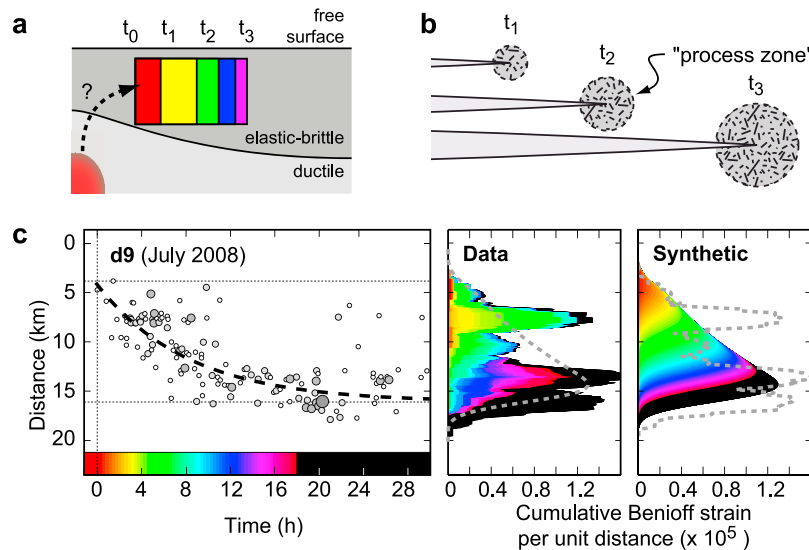 a
t0 t1 t2 t3
free
surface
?
elastic-brittle
ductile
b
t1
t2
"process zone"
t3
c
d9 (July 2008)
Data
Synthetic
0
5
10
15
20
Distance (km)
0 4 8 12 16 20 24 28
Time (h)
0 0.4 0.8 1.2
0 0.4 0.8 1.2
Cumulative Benioff strain
per unit distance (x 10^5)